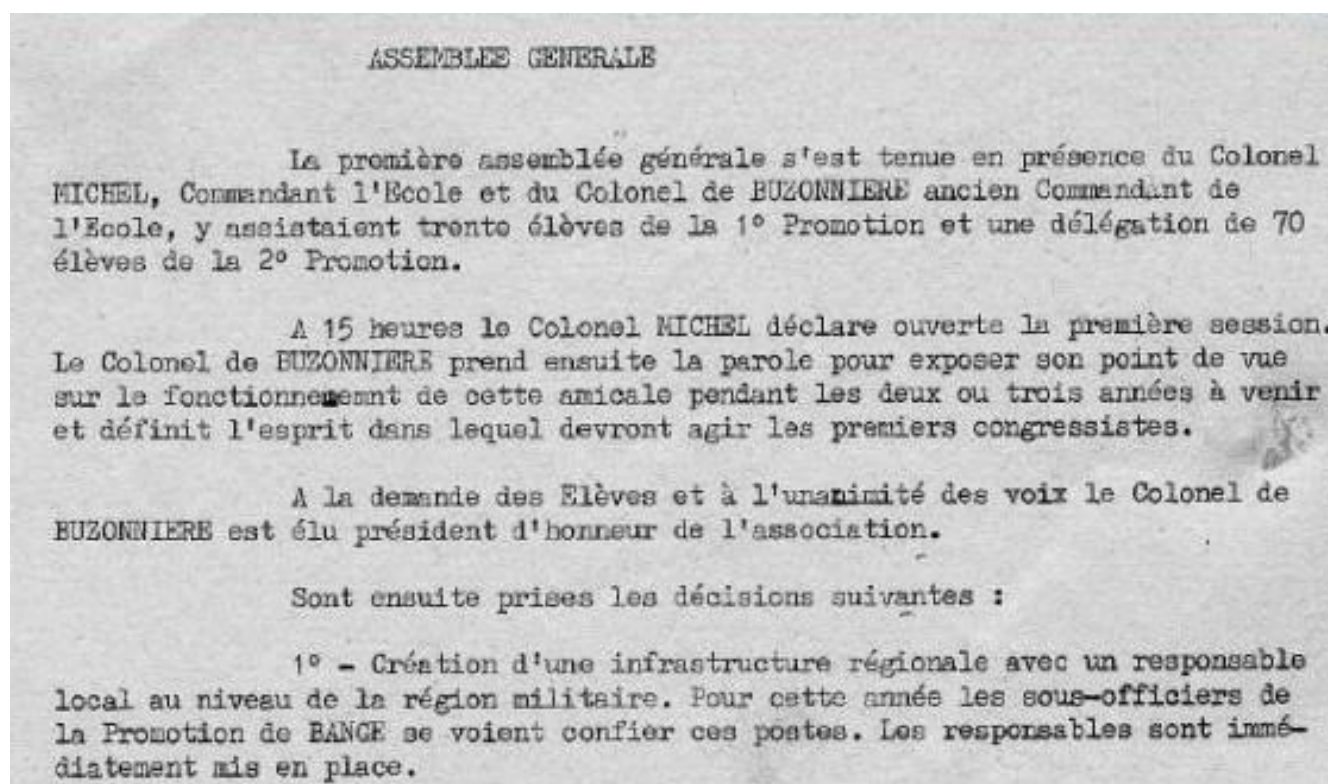 ASSEMBLEE GENERALE
La première assemblée générale s'est tenue en présence du Colonel
MICHEL, Commandant l'Ecole et du Colonel de BUZONNIERE ancien Commandant de
l'Ecole, y assistaient trente élèves de la 1° Promotion et une délégation de 70
élèves de la 2° Promotion.
A 15 heures le Colonel MICHEL déclare ouverte la première session.
Le Colonel de BUZONNIERE prend ensuite la parole pour exposer son point de vue
sur le fonctionnememnt de cette amicale pendant les deux ou trois années à venir
et définit l'esprit dans lequel devront agir les premiers congressistes.
A la demande des Elèves et à l'unanimité des voix le Colonel de
BUZONNIERE est élu président d'honneur de l'association.
Sont ensuite prises les décisions suivantes :
1° - Création d'une infrastructure régionale avec un responsable
local au niveau de la région militaire. Pour cette année les sous-officiers de
la Promotion de BANGE se voient confier ces postes. Les responsables sont immé-
diatement mis en place.